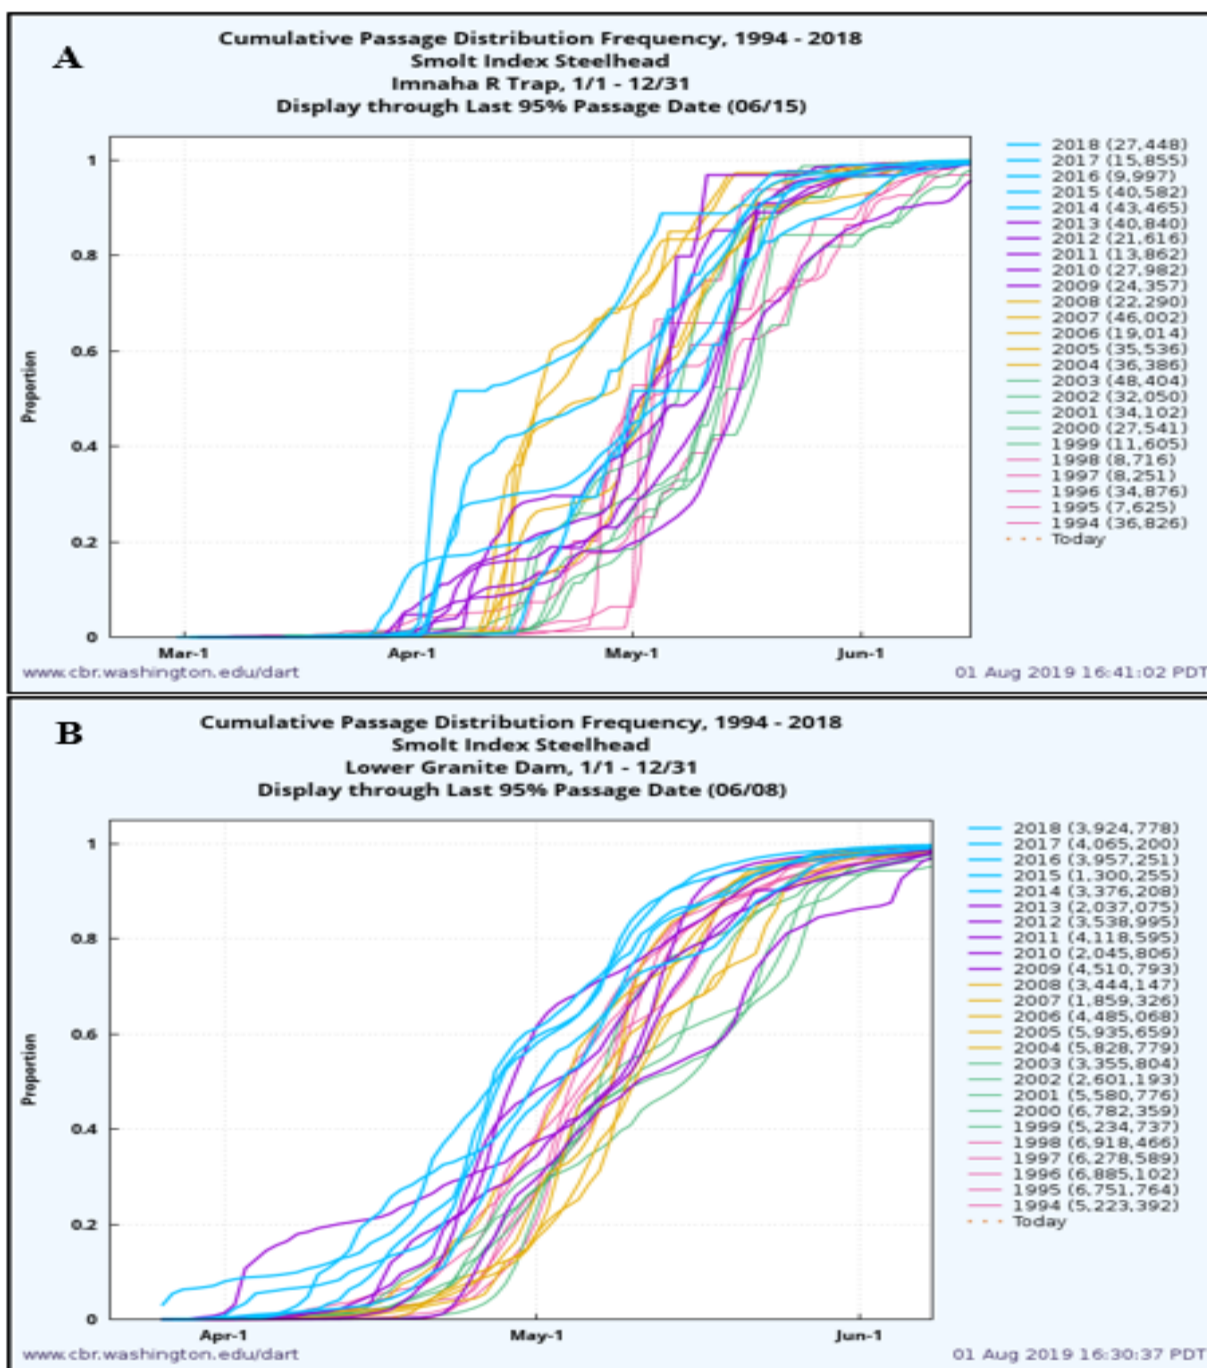 A
Cumulative Passage Distribution Frequency, 1994 - 2018
Smolt Index Steelhead
Imnaha R Trap, 1/1 - 12/31
Display through Last 95% Passage Date (06/15)
1
0.8
0.6
0.4
0.2
0
Proportion
Mar-1
Apr-1
May-1
Jun-1
2018 (27,448)
2017 (15,855)
2016 (9,997)
2015 (40,582)
2014 (43,465)
2013 (40,840)
2012 (21,616)
2011 (13,862)
2010 (27,982)
2009 (24,357)
2008 (22,290)
2007 (46,002)
2006 (19,014)
2005 (35,536)
2004 (36,386)
2003 (48,404)
2002 (32,050)
2001 (34,102)
2000 (27,541)
1999 (11,605)
1998 (8,716)
1997 (8,251)
1996 (34,876)
1995 (7,625)
1994 (36,826)
Today
www.cbr.washington.edu/dart
01 Aug 2019 16:41:02 PDT
B
Cumulative Passage Distribution Frequency, 1994 - 2018
Smolt Index Steelhead
Lower Granite Dam, 1/1 - 12/31
Display through Last 95% Passage Date (06/08)
1
0.8
0.6
0.4
0.2
0
Proportion
Apr-1
May-1
Jun-1
2018 (3,924,778)
2017 (4,065,200)
2016 (3,957,251)
2015 (1,300,255)
2014 (3,376,208)
2013 (2,037,075)
2012 (3,538,995)
2011 (4,118,595)
2010 (2,045,806)
2009 (4,510,793)
2008 (3,444,147)
2007 (1,859,326)
2006 (4,485,068)
2005 (5,935,659)
2004 (5,828,779)
2003 (3,355,804)
2002 (2,601,193)
2001 (5,580,776)
2000 (6,782,359)
1999 (5,234,737)
1998 (6,918,466)
1997 (6,278,589)
1996 (6,885,102)
1995 (6,751,764)
1994 (5,223,392)
Today
www.cbr.washington.edu/dart
01 Aug 2019 16:30:37 PDT